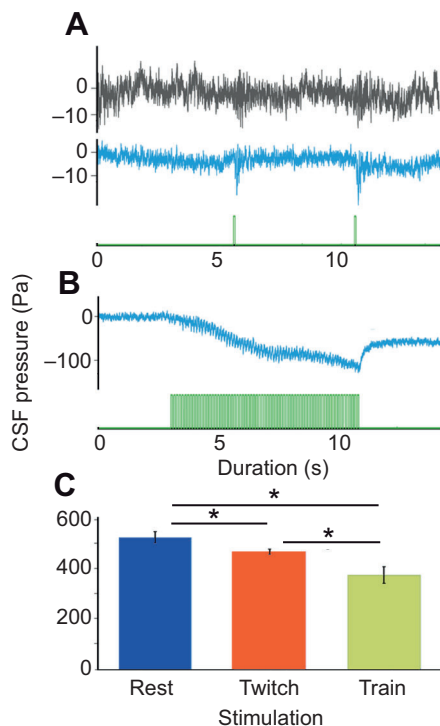 A
0
–10
0
–10
0 5 10
B
0
–100
0 5 10
Duration (s)
CSF pressure (Pa)
C
600
400
200
0
* * *
Rest Twitch Train
Stimulation